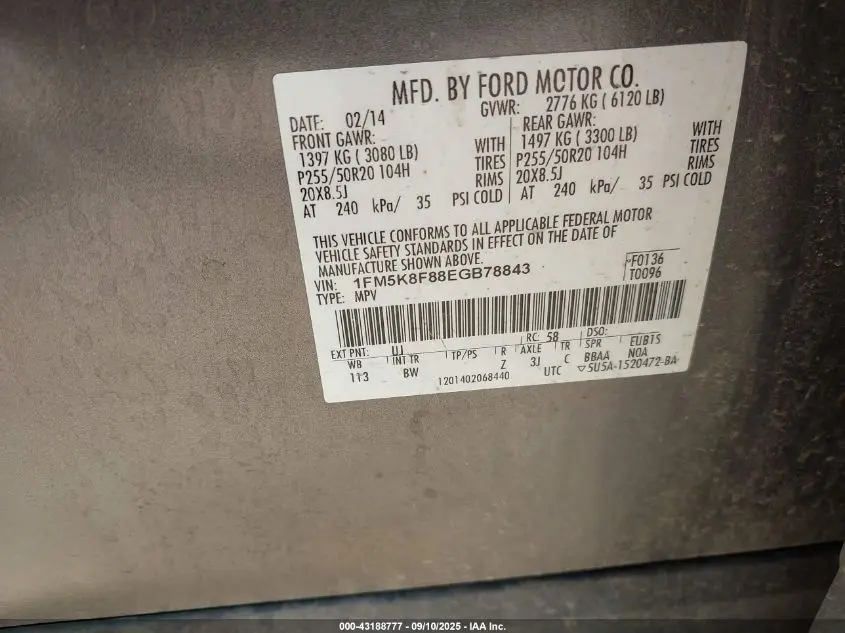 MFD. BY FORD MOTOR CO.
DATE: 02/14 GVWR: 2776 KG ( 6120 LB)
FRONT GAWR: REAR GAWR:
1397 KG ( 3080 LB) WITH 1497 KG ( 3300 LB) WITH
P255/50R20 104H TIRES P255/50R20 104H TIRES
20X8.5J RIMS 20X8.5J RIMS
AT 240 kPa/ 35 PSI COLD AT 240 kPa/ 35 PSI COLD
THIS VEHICLE CONFORMS TO ALL APPLICABLE FEDERAL MOTOR
VEHICLE SAFETY STANDARDS IN EFFECT ON THE DATE OF
MANUFACTURE SHOWN ABOVE.
VIN: 1FM5K8F88EGB78843 F0136
TYPE: MPV T0096
EXT PNT: UJ RC: 58 DSO:
WB INT TR TP/PS R AXLE TR SPR EUB15
113 BW Z 3J C BBAA NOA
1201402068440 UTC ▽5U5A-1520472-BA
000-43188777 - 09/10/2025 - IAA Inc.